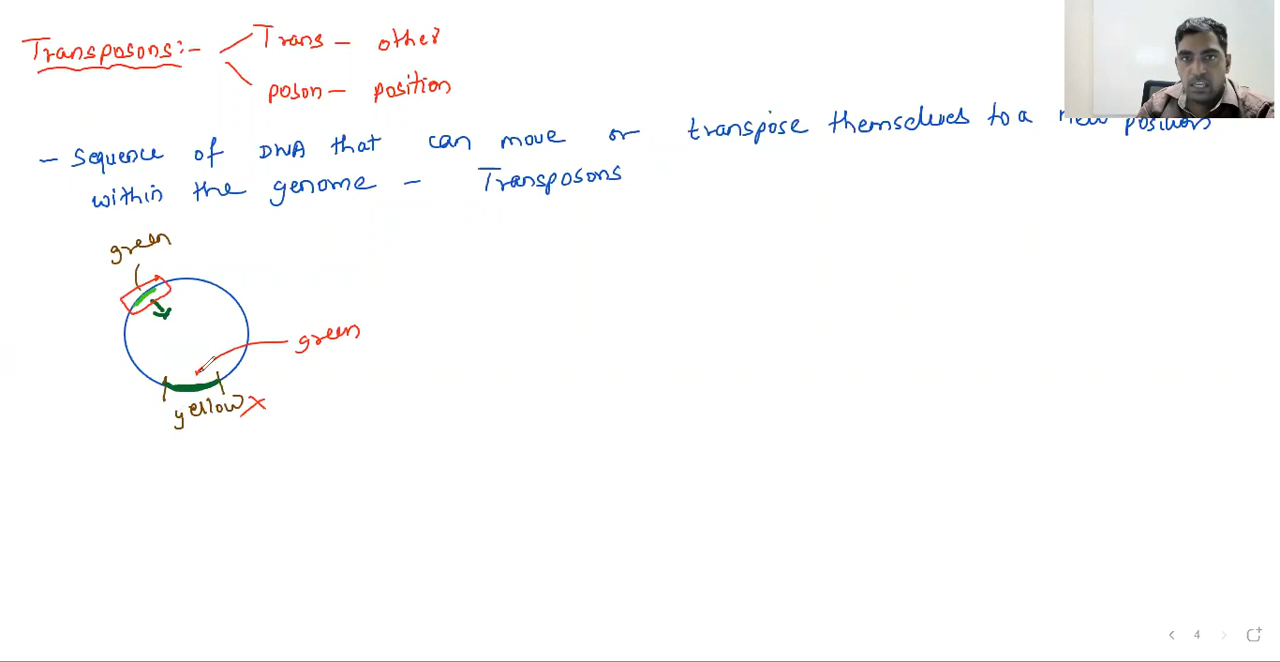 Transposons:- Trans - other
poson - position
- Sequence of DNA that can move or transpose themselves to a new position
within the genome - Transposons
green
green
yellow X
4